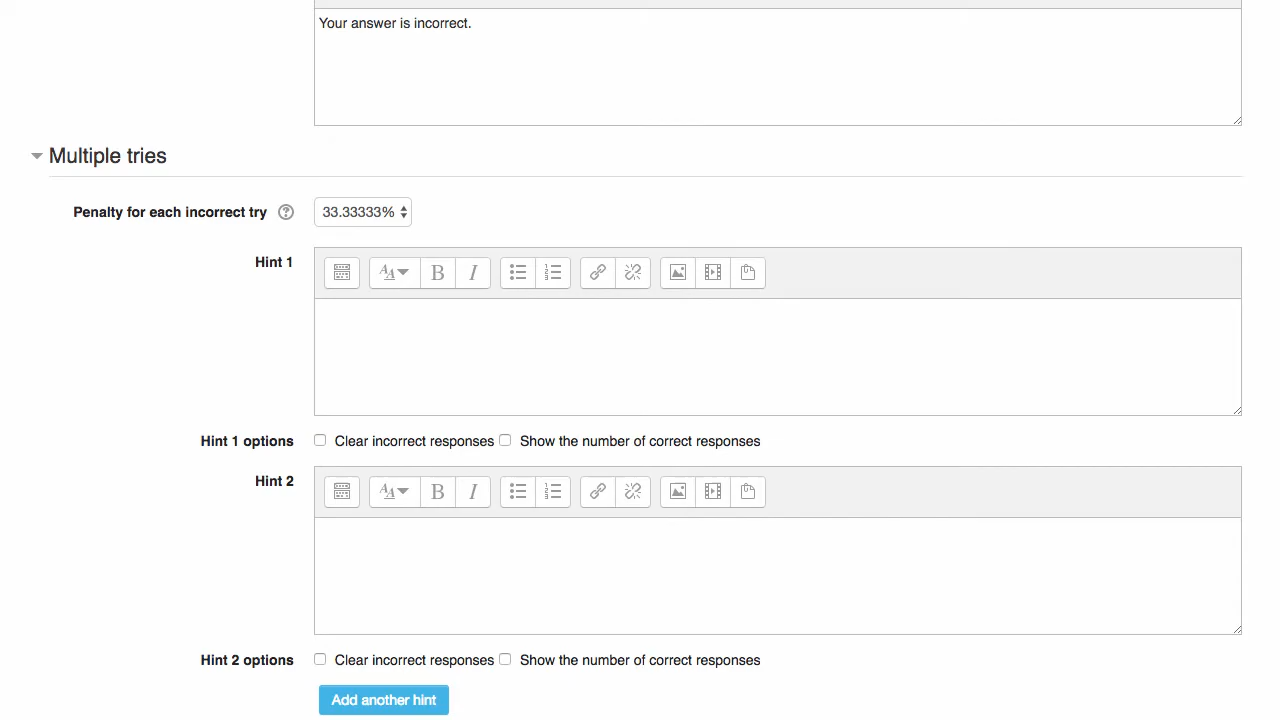 Your answer is incorrect.
Multiple tries
Penalty for each incorrect try ? 33.33333%
Hint 1
B I
Hint 1 options Clear incorrect responses Show the number of correct responses
Hint 2
B I
Hint 2 options Clear incorrect responses Show the number of correct responses
Add another hint